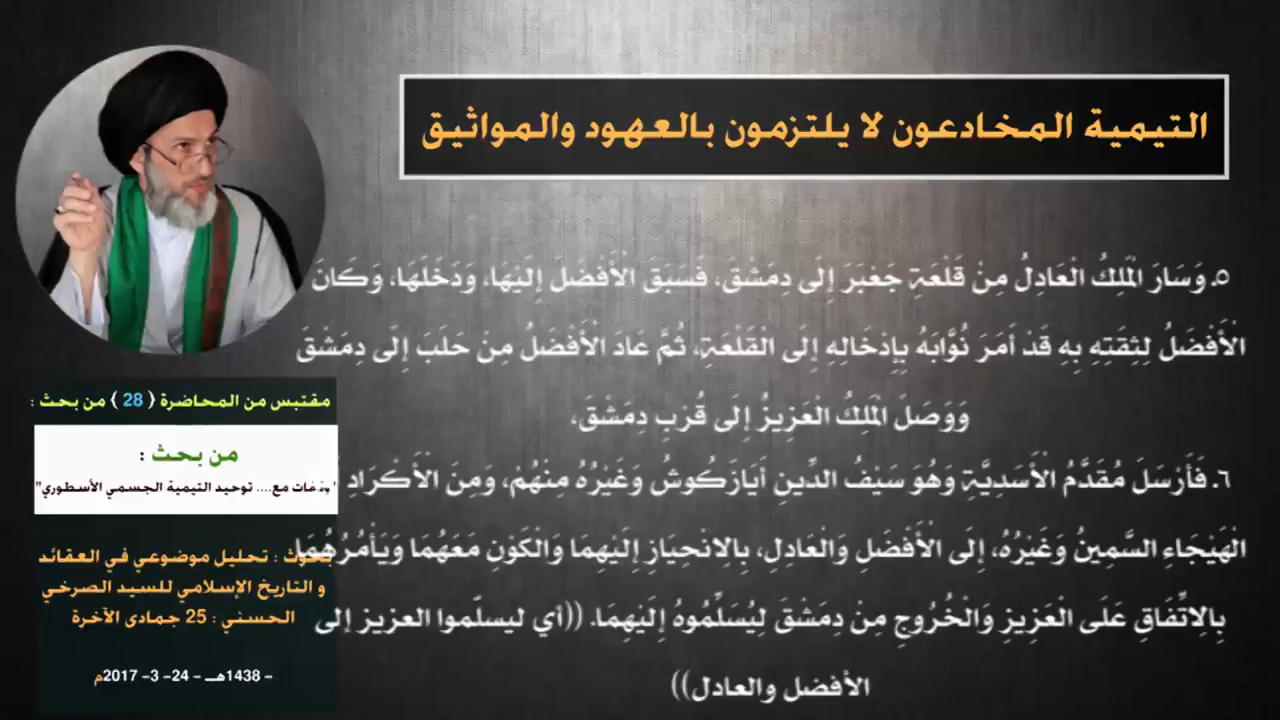 التيمية المخادعون لا يلتزمون بالعهود والمواثيق
٥. وَسَارَ الْمَلِكُ الْعَادِلُ مِنْ قَلْعَةِ جَعْبَرَ إِلَى دِمَشْقَ، فَسَبَقَ الْأَفْضَلَ إِلَيْهَا، وَدَخَلَهَا، وَكَانَ
الْأَفْضَلُ لِثِقَتِهِ بِهِ قَدْ أَمَرَ نُوَّابَهُ بِإِدْخَالِهِ إِلَى الْقَلْعَةِ، ثُمَّ عَادَ الْأَفْضَلُ مِنْ حَلَبَ إِلَى دِمَشْقَ
وَوَصَلَ الْمَلِكُ الْعَزِيزُ إِلَى قُرْبِ دِمَشْقَ،
٦. فَأَرْسَلَ مُقَدَّمُ الْأَسَدِيَّةِ وَهُوَ سَيْفُ الدِّينِ أَيَازَكُوشُ وَغَيْرُهُ مِنْهُمْ، وَمِنَ الْأَكْرَادِ
الْهَيْجَاءِ السَّمِينُ وَغَيْرُهُ، إِلَى الْأَفْضَلِ وَالْعَادِلِ، بِالِانْحِيَازِ إِلَيْهِمَا وَالْكَوْنِ مَعَهُمَا وَيَأْمُرُهُمَا
بِالِاتِّفَاقِ عَلَى الْعَزِيزِ وَالْخُرُوجِ مِنْ دِمَشْقَ لِيُسَلِّمُوهُ إِلَيْهِمَا. ((أي ليسلّموا العزيز إلى
الأفضل والعادل))
مقتبس من المحاضرة ( 28 ) من بحث :
من بحث :
مع.... توحيد التيمية الجسمي الأسطوري"
بحوث : تحليل موضوعي في العقائد
و التاريخ الإسلامي للسيد الصرخي
الحسني : 25 جمادى الآخرة
- 1438هـ - 24- 3- 2017م